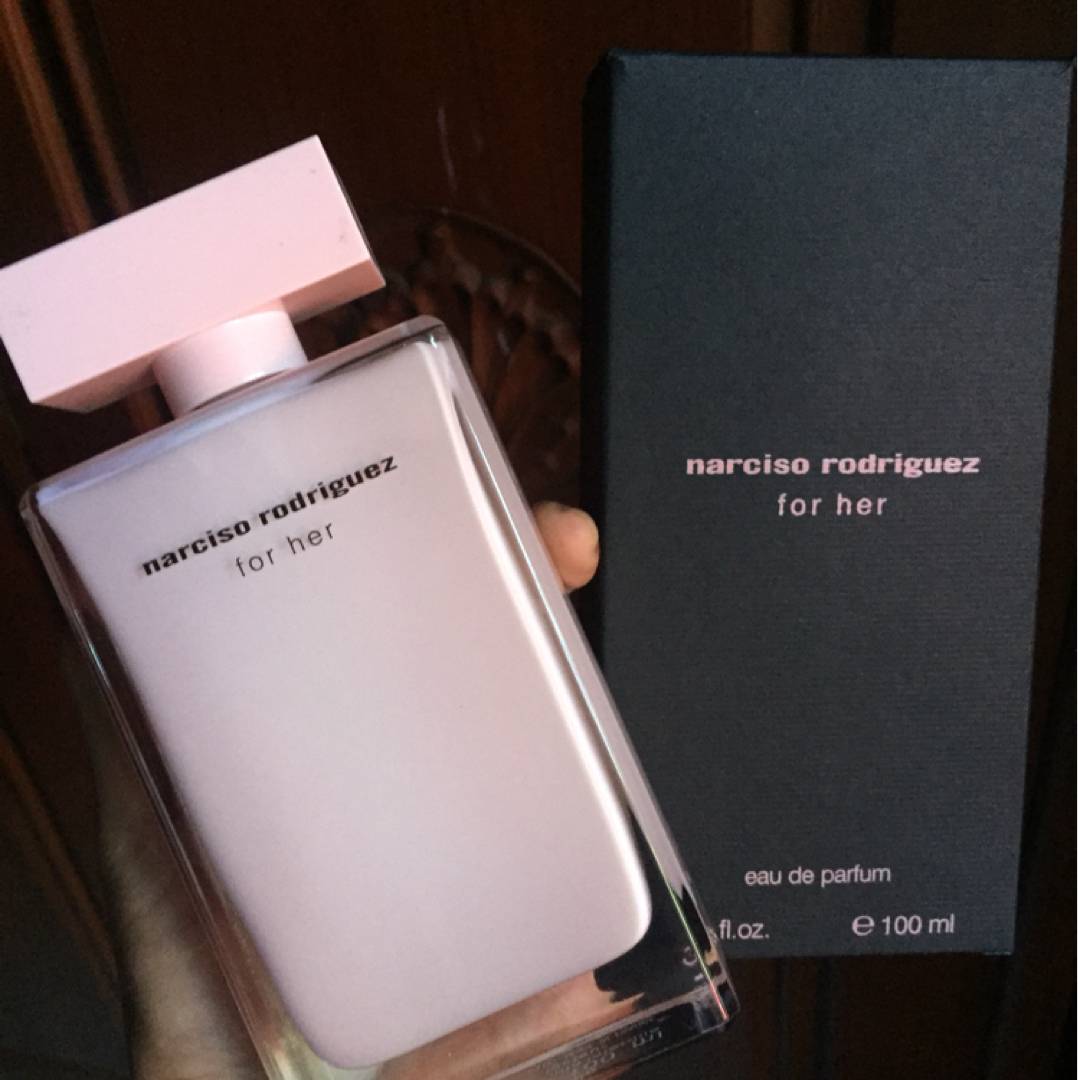 narciso rodriguez
for her
narciso rodriguez
for her
eau de parfum
fl.oz. ℮ 100 ml